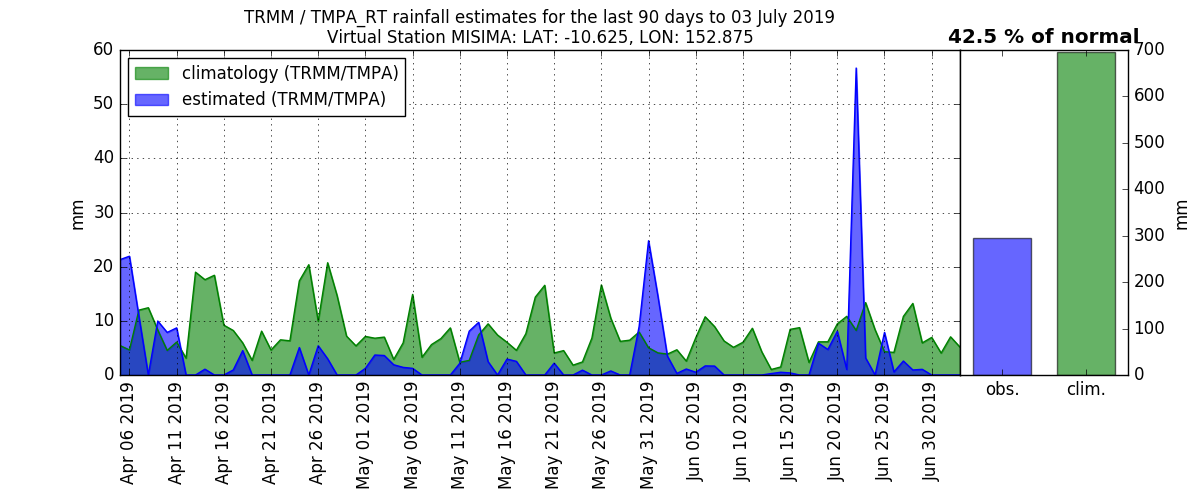 TRMM / TMPA_RT rainfall estimates for the last 90 days to 03 July 2019
Virtual Station MISIMA: LAT: -10.625, LON: 152.875
42.5 % of normal
climatology (TRMM/TMPA)
estimated (TRMM/TMPA)
60
50
40
30
20
10
0
mm
Apr 06 2019
Apr 11 2019
Apr 16 2019
Apr 21 2019
Apr 26 2019
May 01 2019
May 06 2019
May 11 2019
May 16 2019
May 21 2019
May 26 2019
May 31 2019
Jun 05 2019
Jun 10 2019
Jun 15 2019
Jun 20 2019
Jun 25 2019
Jun 30 2019
700
600
500
400
300
200
100
0
mm
obs.
clim.